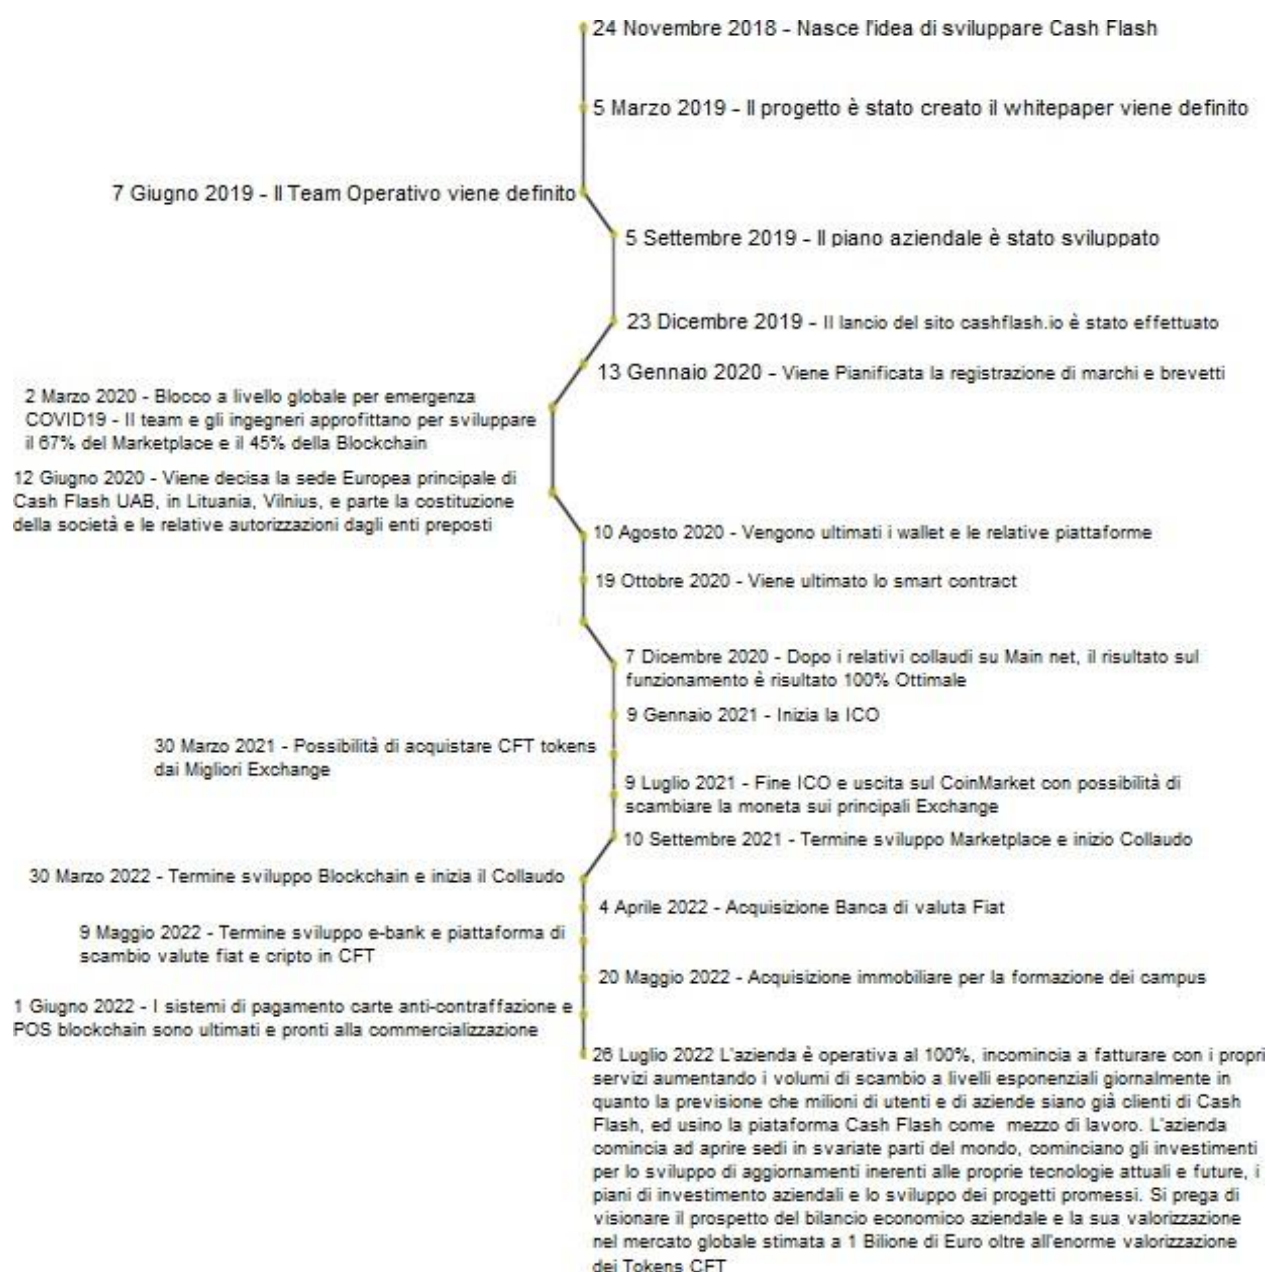 24 Novembre 2018 - Nasce l'idea di sviluppare Cash Flash
5 Marzo 2019 - Il progetto è stato creato il whitepaper viene definito
7 Giugno 2019 - Il Team Operativo viene definito
5 Settembre 2019 - Il piano aziendale è stato sviluppato
23 Dicembre 2019 - Il lancio del sito cashflash.io è stato effettuato
13 Gennaio 2020 - Viene Pianificata la registrazione di marchi e brevetti
2 Marzo 2020 - Blocco a livello globale per emergenza
COVID19 - Il team e gli ingegneri approfittano per sviluppare
il 67% del Marketplace e il 45% della Blockchain
12 Giugno 2020 - Viene decisa la sede Europea principale di
Cash Flash UAB, in Lituania, Vilnius, e parte la costituzione
della società e le relative autorizzazioni dagli enti preposti
10 Agosto 2020 - Vengono ultimati i wallet e le relative piattaforme
19 Ottobre 2020 - Viene ultimato lo smart contract
7 Dicembre 2020 - Dopo i relativi collaudi su Main net, il risultato sul
funzionamento è risultato 100% Ottimale
9 Gennaio 2021 - Inizia la ICO
30 Marzo 2021 - Possibilità di acquistare CFT tokens
dai Migliori Exchange
9 Luglio 2021 - Fine ICO e uscita sul CoinMarket con possibilità di
scambiare la moneta sui principali Exchange
10 Settembre 2021 - Termine sviluppo Marketplace e inizio Collaudo
30 Marzo 2022 - Termine sviluppo Blockchain e inizia il Collaudo
4 Aprile 2022 - Acquisizione Banca di valuta Fiat
9 Maggio 2022 - Termine sviluppo e-bank e piattaforma di
scambio valute fiat e cripto in CFT
20 Maggio 2022 - Acquisizione immobiliare per la formazione dei campus
1 Giugno 2022 - I sistemi di pagamento carte anti-contraffazione e
POS blockchain sono ultimati e pronti alla commercializzazione
26 Luglio 2022 L'azienda è operativa al 100%, incomincia a fatturare con i propri
servizi aumentando i volumi di scambio a livelli esponenziali giornalmente in
quanto la previsione che milioni di utenti e di aziende siano già clienti di Cash
Flash, ed usino la piataforma Cash Flash come mezzo di lavoro. L'azienda
comincia ad aprire sedi in svariate parti del mondo, cominciano gli investimenti
per lo sviluppo di aggiornamenti inerenti alle proprie tecnologie attuali e future, i
piani di investimento aziendali e lo sviluppo dei progetti promessi. Si prega di
visionare il prospetto del bilancio economico aziendale e la sua valorizzazione
nel mercato globale stimata a 1 Bilione di Euro oltre all'enorme valorizzazione
dei Tokens CFT